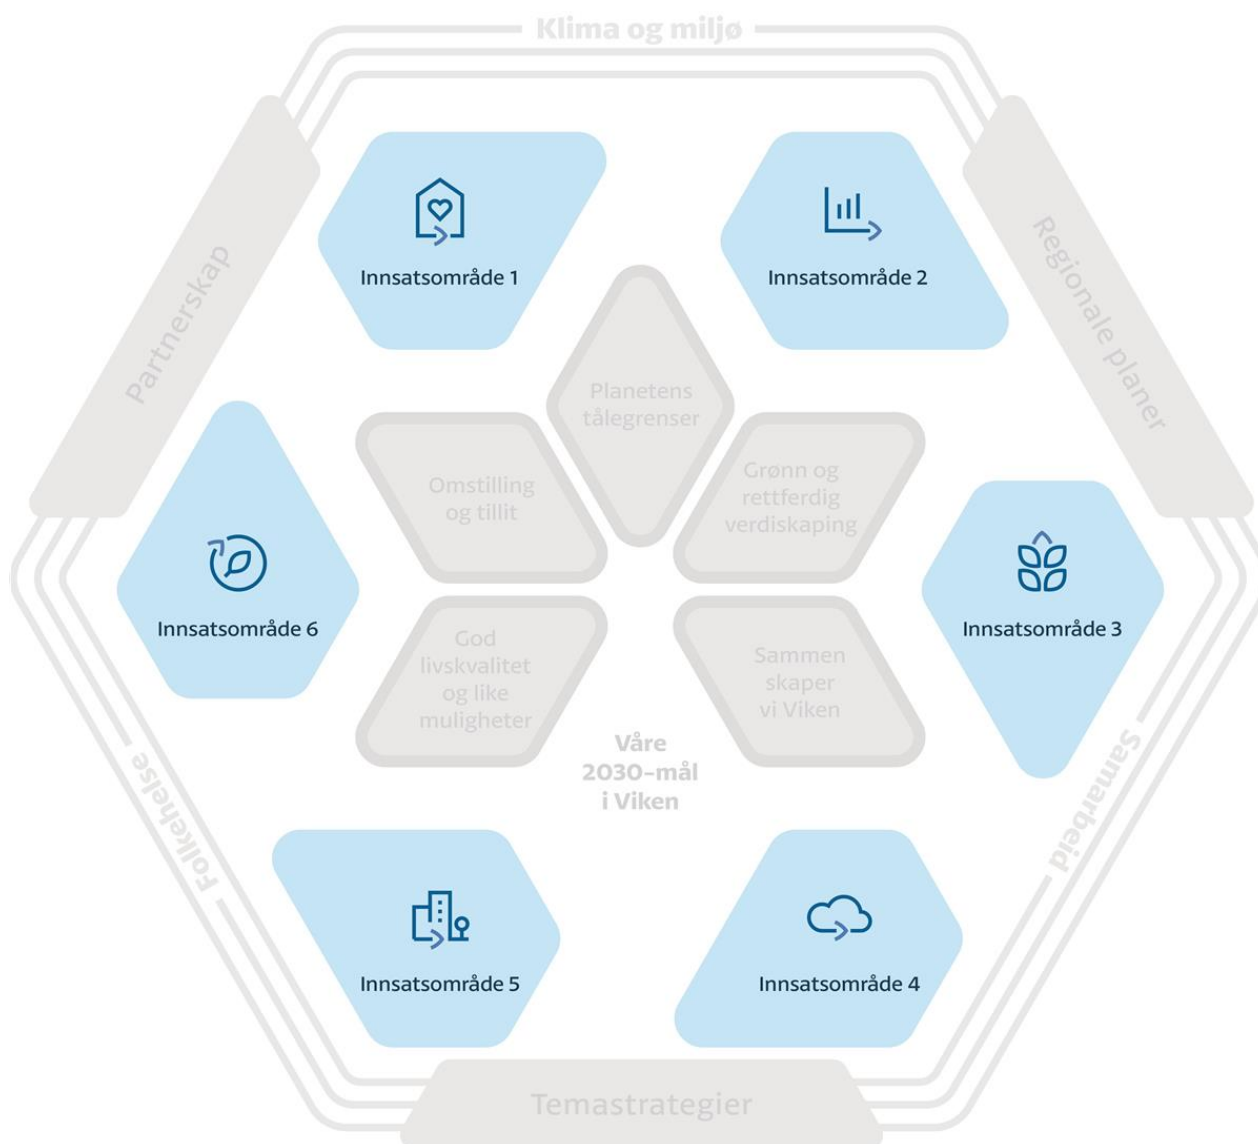 Klima og miljø
Partnerskap
Regionale planer
Innsatsområde 1
Innsatsområde 2
Planetens
tålegrenser
Omstilling
og tillit
Grønn og
rettferdig
verdiskaping
Innsatsområde 6
Innsatsområde 3
God
livskvalitet
og like
muligheter
Sammen
skaper
vi Viken
Våre
2030-mål
i Viken
Folkehelse
Samarbeid
Innsatsområde 5
Innsatsområde 4
Temastrategier